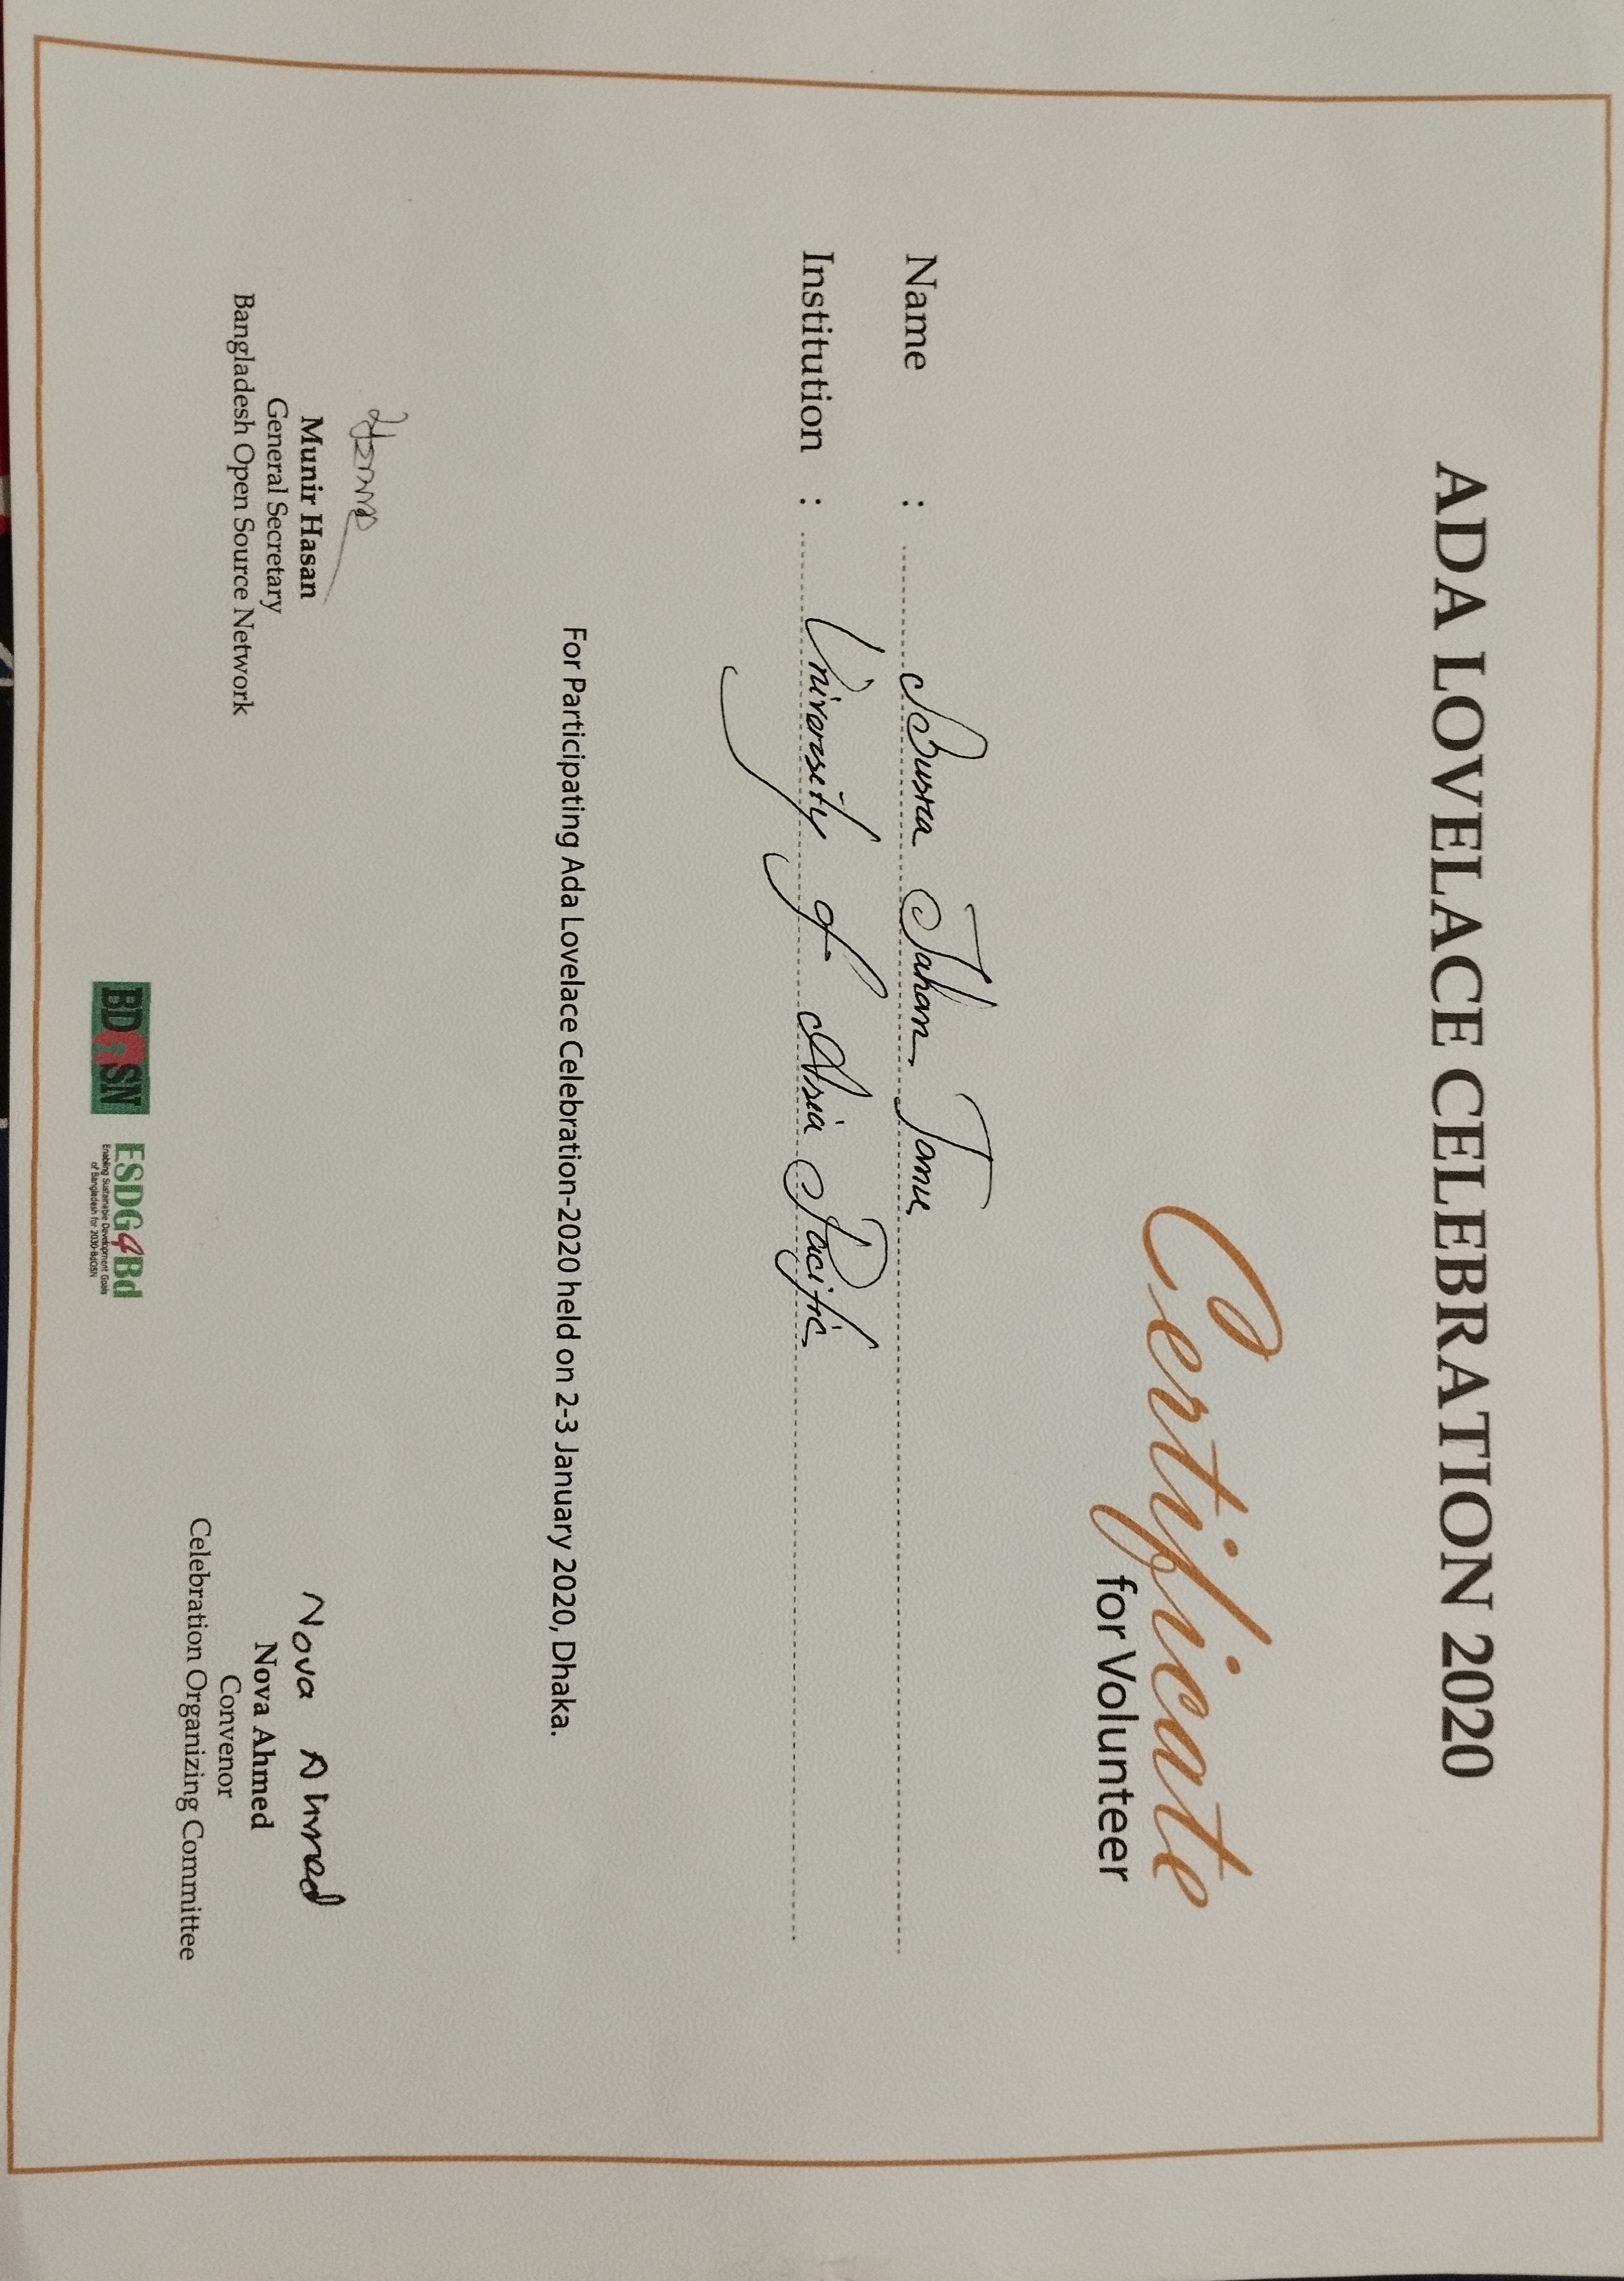 ADA LOVELACE CELEBRATION 2020
Certificate
for Volunteer
Name : Busra Jahan Tanu
Institution : University of Asia Pacific
For Participating Ada Lovelace Celebration-2020 held on 2-3 January 2020, Dhaka.
Munir Hasan
General Secretary
Bangladesh Open Source Network
Nova Ahmed
Nova Ahmed
Convenor
Celebration Organizing Committee
BDOSN
ESDG4Bd
Enabling Sustainable Development Goals
of Bangladesh for 2030-BdOSN